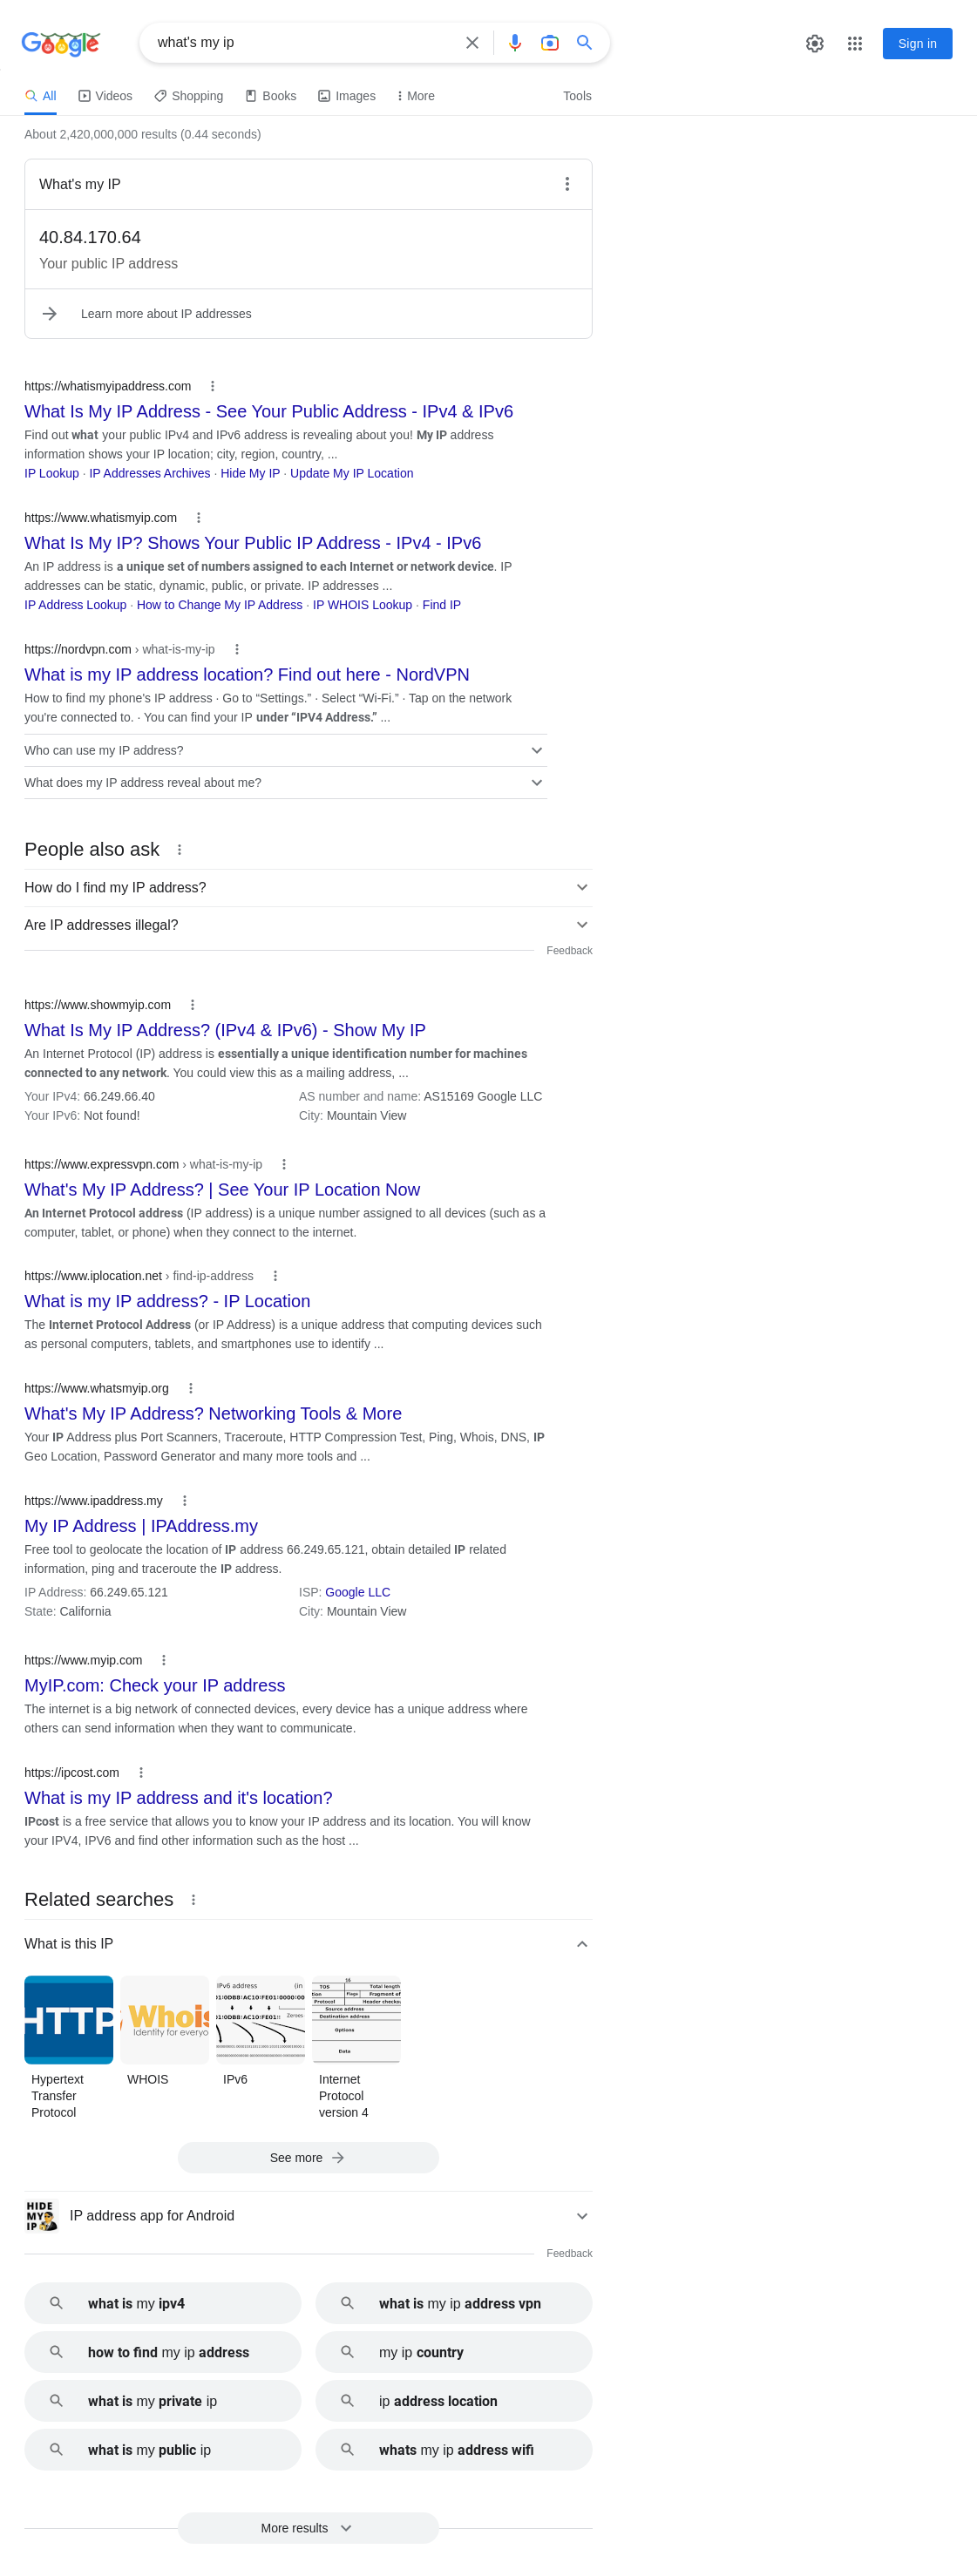 Google
what's my ip
Sign in
All
Videos
Shopping
Books
Images
More
Tools
About 2,420,000,000 results (0.44 seconds)
What's my IP
40.84.170.64
Your public IP address
Learn more about IP addresses
https://whatismyipaddress.com
What Is My IP Address - See Your Public Address - IPv4 & IPv6
Find out what your public IPv4 and IPv6 address is revealing about you! My IP address
information shows your IP location; city, region, country, ...
IP Lookup · IP Addresses Archives · Hide My IP · Update My IP Location
https://www.whatismyip.com
What Is My IP? Shows Your Public IP Address - IPv4 - IPv6
An IP address is a unique set of numbers assigned to each Internet or network device. IP
addresses can be static, dynamic, public, or private. IP addresses ...
IP Address Lookup · How to Change My IP Address · IP WHOIS Lookup · Find IP
https://nordvpn.com › what-is-my-ip
What is my IP address location? Find out here - NordVPN
How to find my phone's IP address · Go to “Settings.” · Select “Wi-Fi.” · Tap on the network
you're connected to. · You can find your IP under “IPV4 Address.” ...
Who can use my IP address?
What does my IP address reveal about me?
People also ask
How do I find my IP address?
Are IP addresses illegal?
Feedback
https://www.showmyip.com
What Is My IP Address? (IPv4 & IPv6) - Show My IP
An Internet Protocol (IP) address is essentially a unique identification number for machines
connected to any network. You could view this as a mailing address, ...
Your IPv4: 66.249.66.40
AS number and name: AS15169 Google LLC
Your IPv6: Not found!
City: Mountain View
https://www.expressvpn.com › what-is-my-ip
What's My IP Address? | See Your IP Location Now
An Internet Protocol address (IP address) is a unique number assigned to all devices (such as a
computer, tablet, or phone) when they connect to the internet.
https://www.iplocation.net › find-ip-address
What is my IP address? - IP Location
The Internet Protocol Address (or IP Address) is a unique address that computing devices such
as personal computers, tablets, and smartphones use to identify ...
https://www.whatsmyip.org
What's My IP Address? Networking Tools & More
Your IP Address plus Port Scanners, Traceroute, HTTP Compression Test, Ping, Whois, DNS, IP
Geo Location, Password Generator and many more tools and ...
https://www.ipaddress.my
My IP Address | IPAddress.my
Free tool to geolocate the location of IP address 66.249.65.121, obtain detailed IP related
information, ping and traceroute the IP address.
IP Address: 66.249.65.121
ISP: Google LLC
State: California
City: Mountain View
https://www.myip.com
MyIP.com: Check your IP address
The internet is a big network of connected devices, every device has a unique address where
others can send information when they want to communicate.
https://ipcost.com
What is my IP address and it's location?
IPcost is a free service that allows you to know your IP address and its location. You will know
your IPV4, IPV6 and find other information such as the host ...
Related searches
What is this IP
HTTP
Whois
Identity for everyo
IPv6 address
(in
Zeroes
16
TOS
Total length
Flags
Fragment of
Protocol
Header checks
Source address
Destination address
Options
Data
Hypertext
Transfer
Protocol
WHOIS
IPv6
Internet
Protocol
version 4
See more
HIDE
MY
IP
IP address app for Android
Feedback
what is my ipv4
what is my ip address vpn
how to find my ip address
my ip country
what is my private ip
ip address location
what is my public ip
whats my ip address wifi
More results